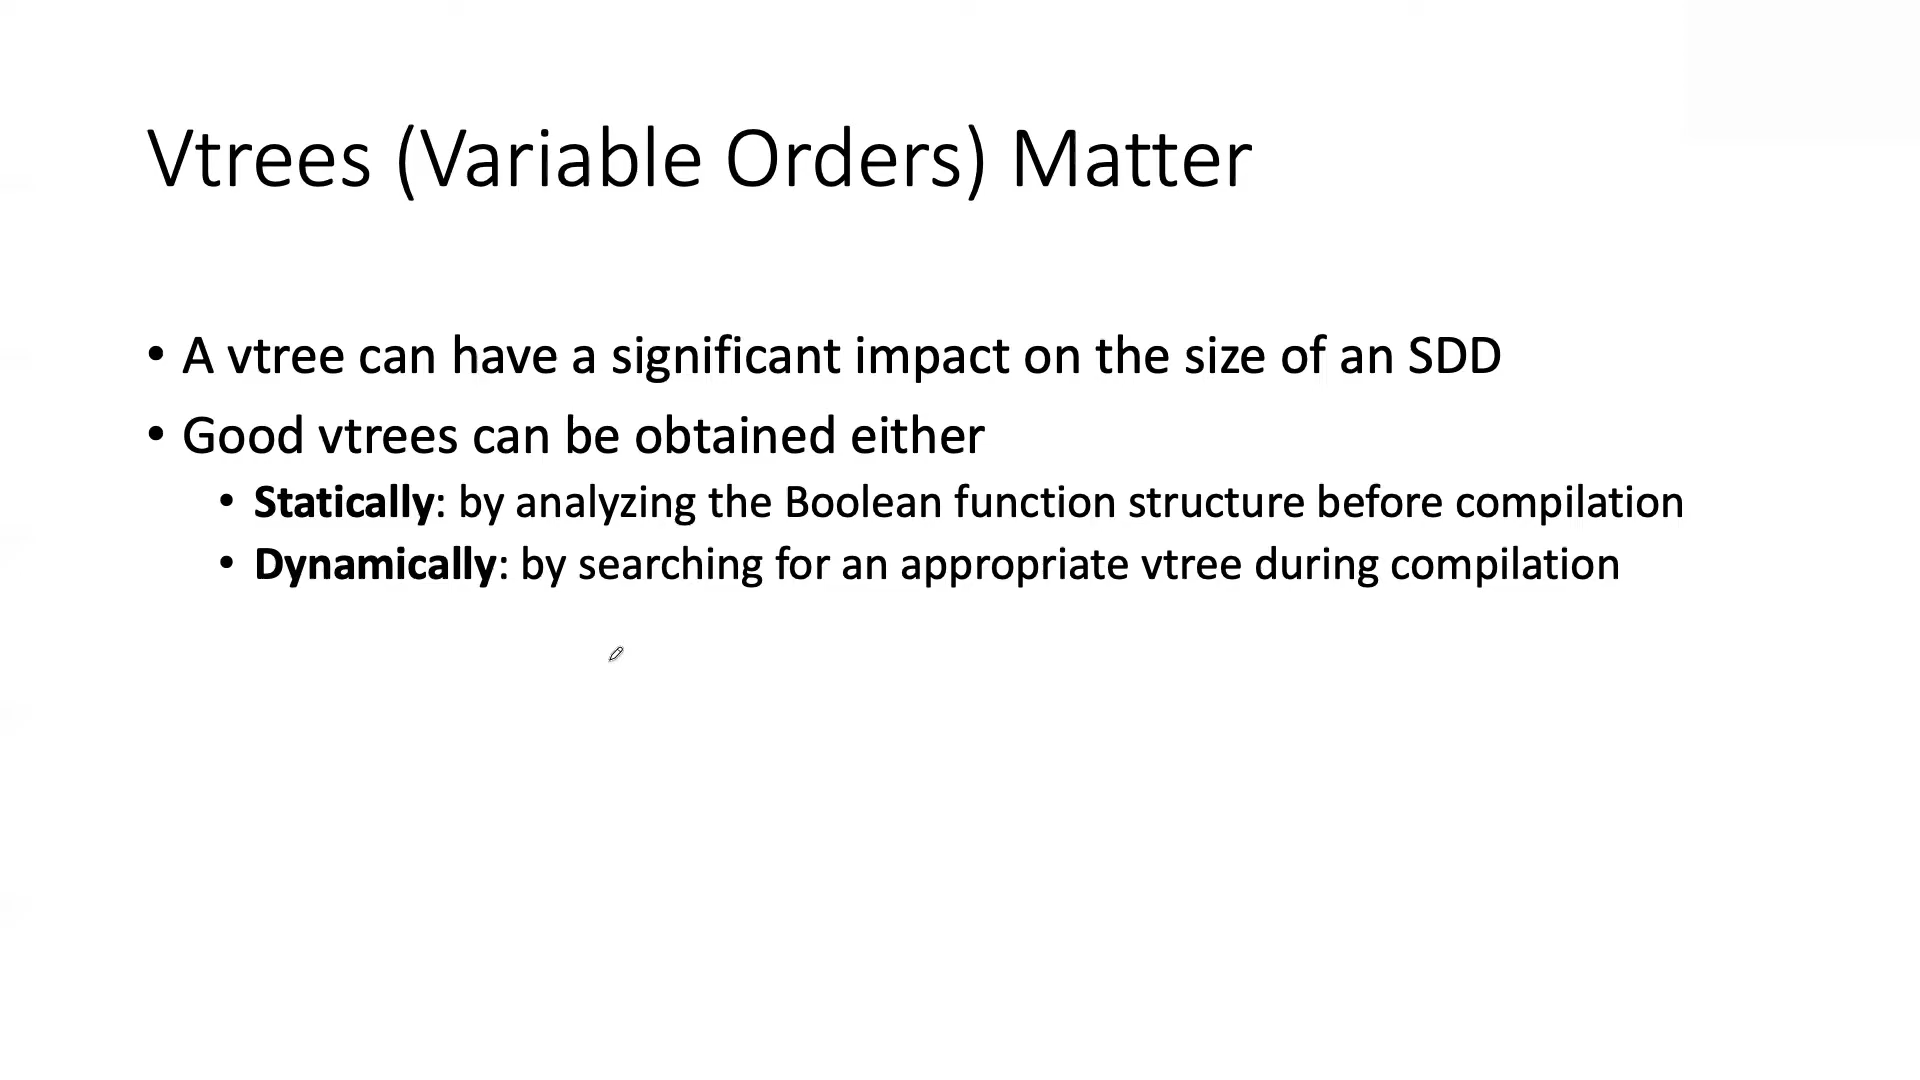 Vtrees (Variable Orders) Matter
• A vtree can have a significant impact on the size of an SDD
• Good vtrees can be obtained either
• Statically: by analyzing the Boolean function structure before compilation
• Dynamically: by searching for an appropriate vtree during compilation